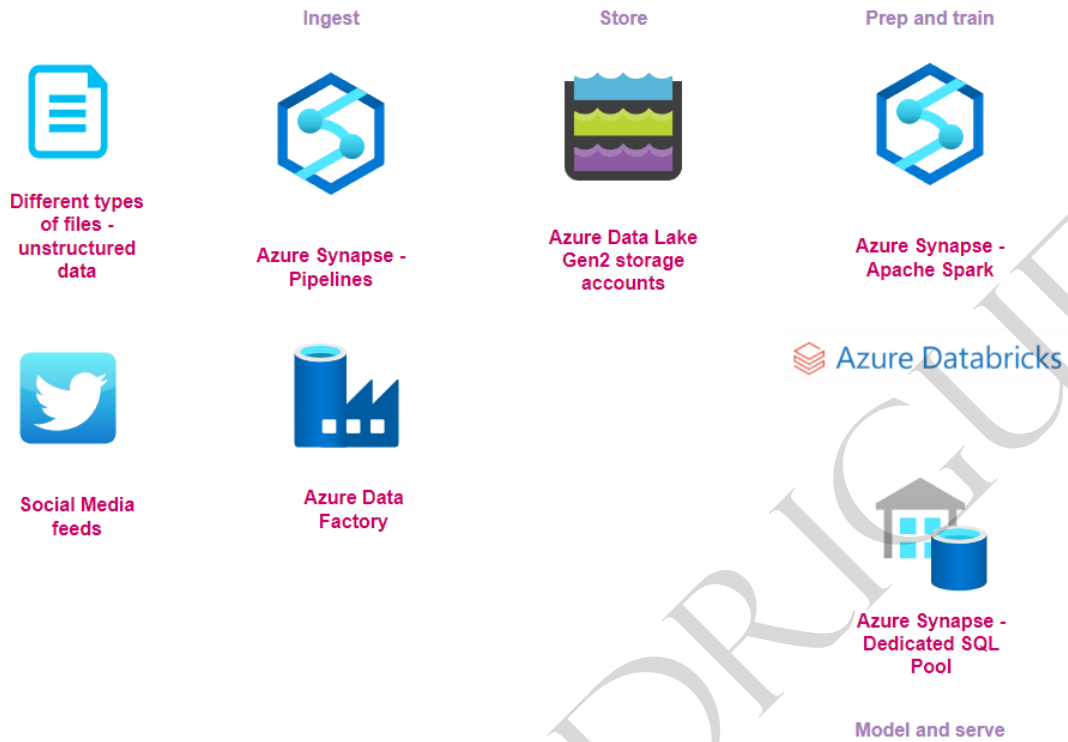 Ingest
Store
Prep and train
Different types
of files -
unstructured
data
Azure Synapse -
Pipelines
Azure Data Lake
Gen2 storage
accounts
Azure Synapse -
Apache Spark
Azure Databricks
Social Media
feeds
Azure Data
Factory
Azure Synapse -
Dedicated SQL
Pool
Model and serve